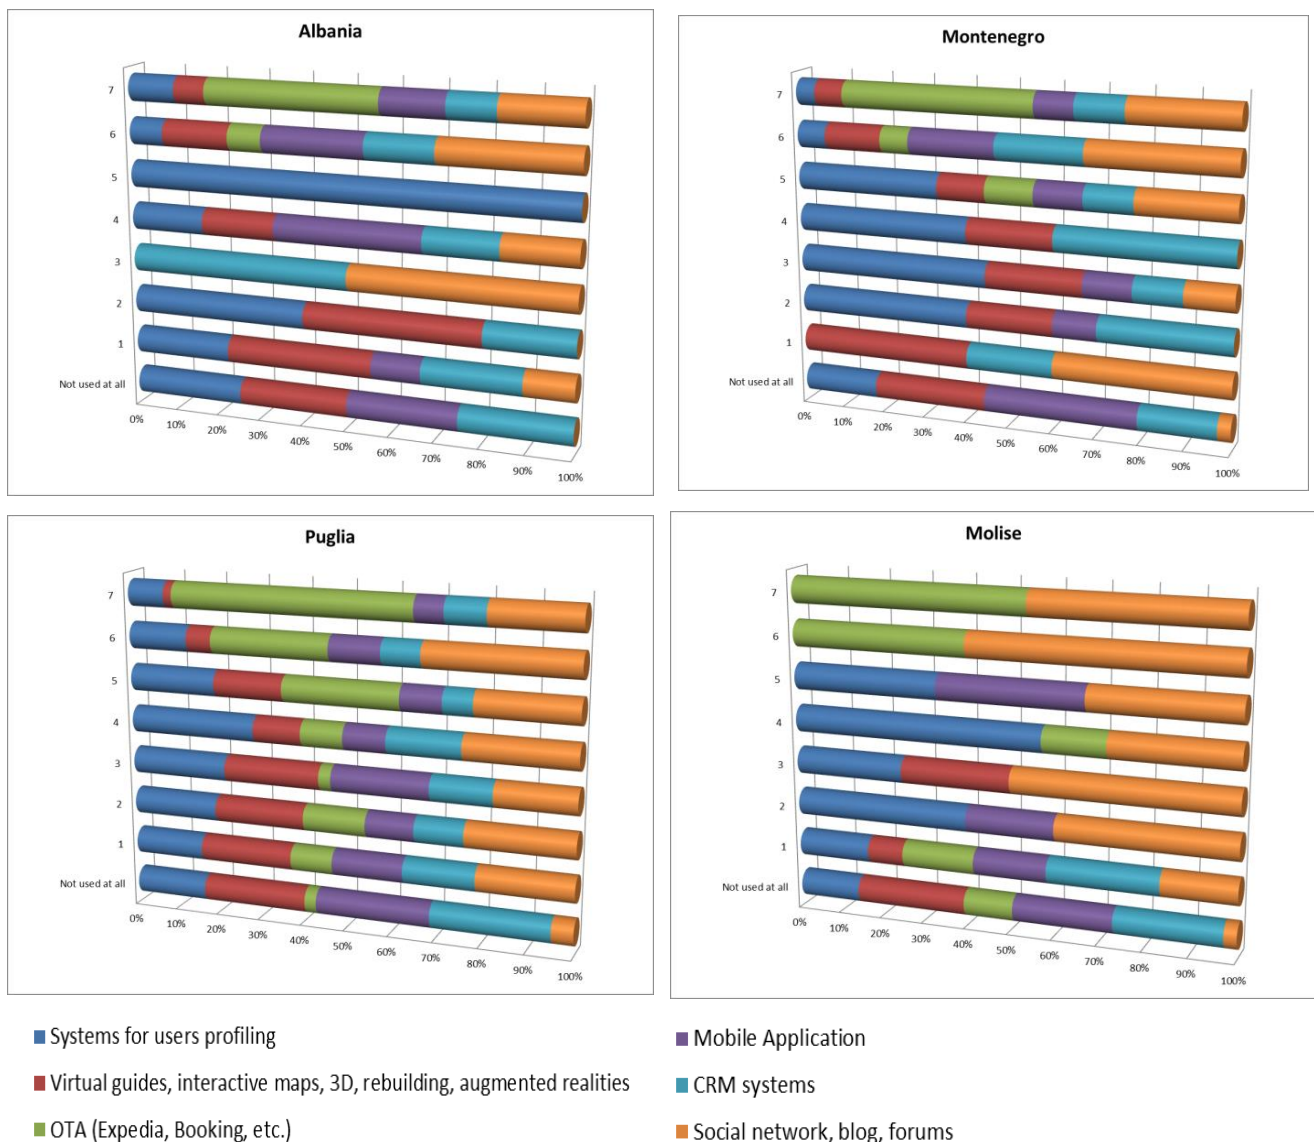 Albania
7
6
5
4
3
2
1
Not used at all
0% 10% 20% 30% 40% 50% 60% 70% 80% 90% 100%
Montenegro
7
6
5
4
3
2
1
Not used at all
0% 10% 20% 30% 40% 50% 60% 70% 80% 90% 100%
Puglia
7
6
5
4
3
2
1
Not used at all
0% 10% 20% 30% 40% 50% 60% 70% 80% 90% 100%
Molise
7
6
5
4
3
2
1
Not used at all
0% 10% 20% 30% 40% 50% 60% 70% 80% 90% 100%
Systems for users profiling
Virtual guides, interactive maps, 3D, rebuilding, augmented realities
OTA (Expedia, Booking, etc.)
Mobile Application
CRM systems
Social network, blog, forums